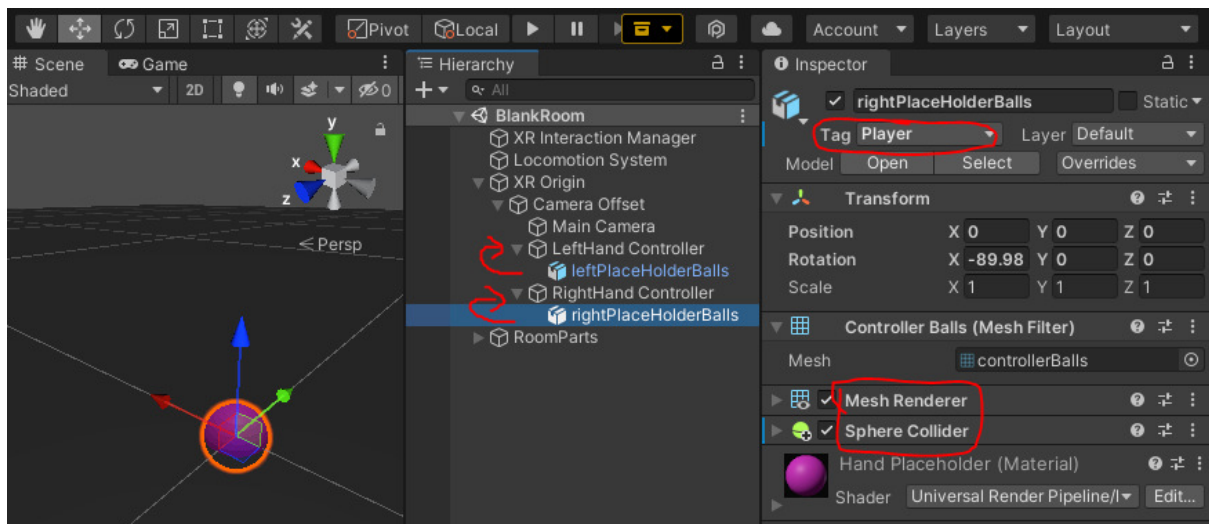 Pivot Local Account Layers Layout
# Scene Game
Shaded 2D 0
y
x
z
< Persp
Hierarchy
All
BlankRoom
XR Interaction Manager
Locomotion System
XR Origin
Camera Offset
Main Camera
LeftHand Controller
leftPlaceHolderBalls
RightHand Controller
rightPlaceHolderBalls
RoomParts
Inspector
rightPlaceHolderBalls Static
Tag Player Layer Default
Model Open Select Overrides
Transform
Position X 0 Y 0 Z 0
Rotation X -89.98 Y 0 Z 0
Scale X 1 Y 1 Z 1
Controller Balls (Mesh Filter)
Mesh controllerBalls
Mesh Renderer
Sphere Collider
Hand Placeholder (Material)
Shader Universal Render Pipeline/l Edit...